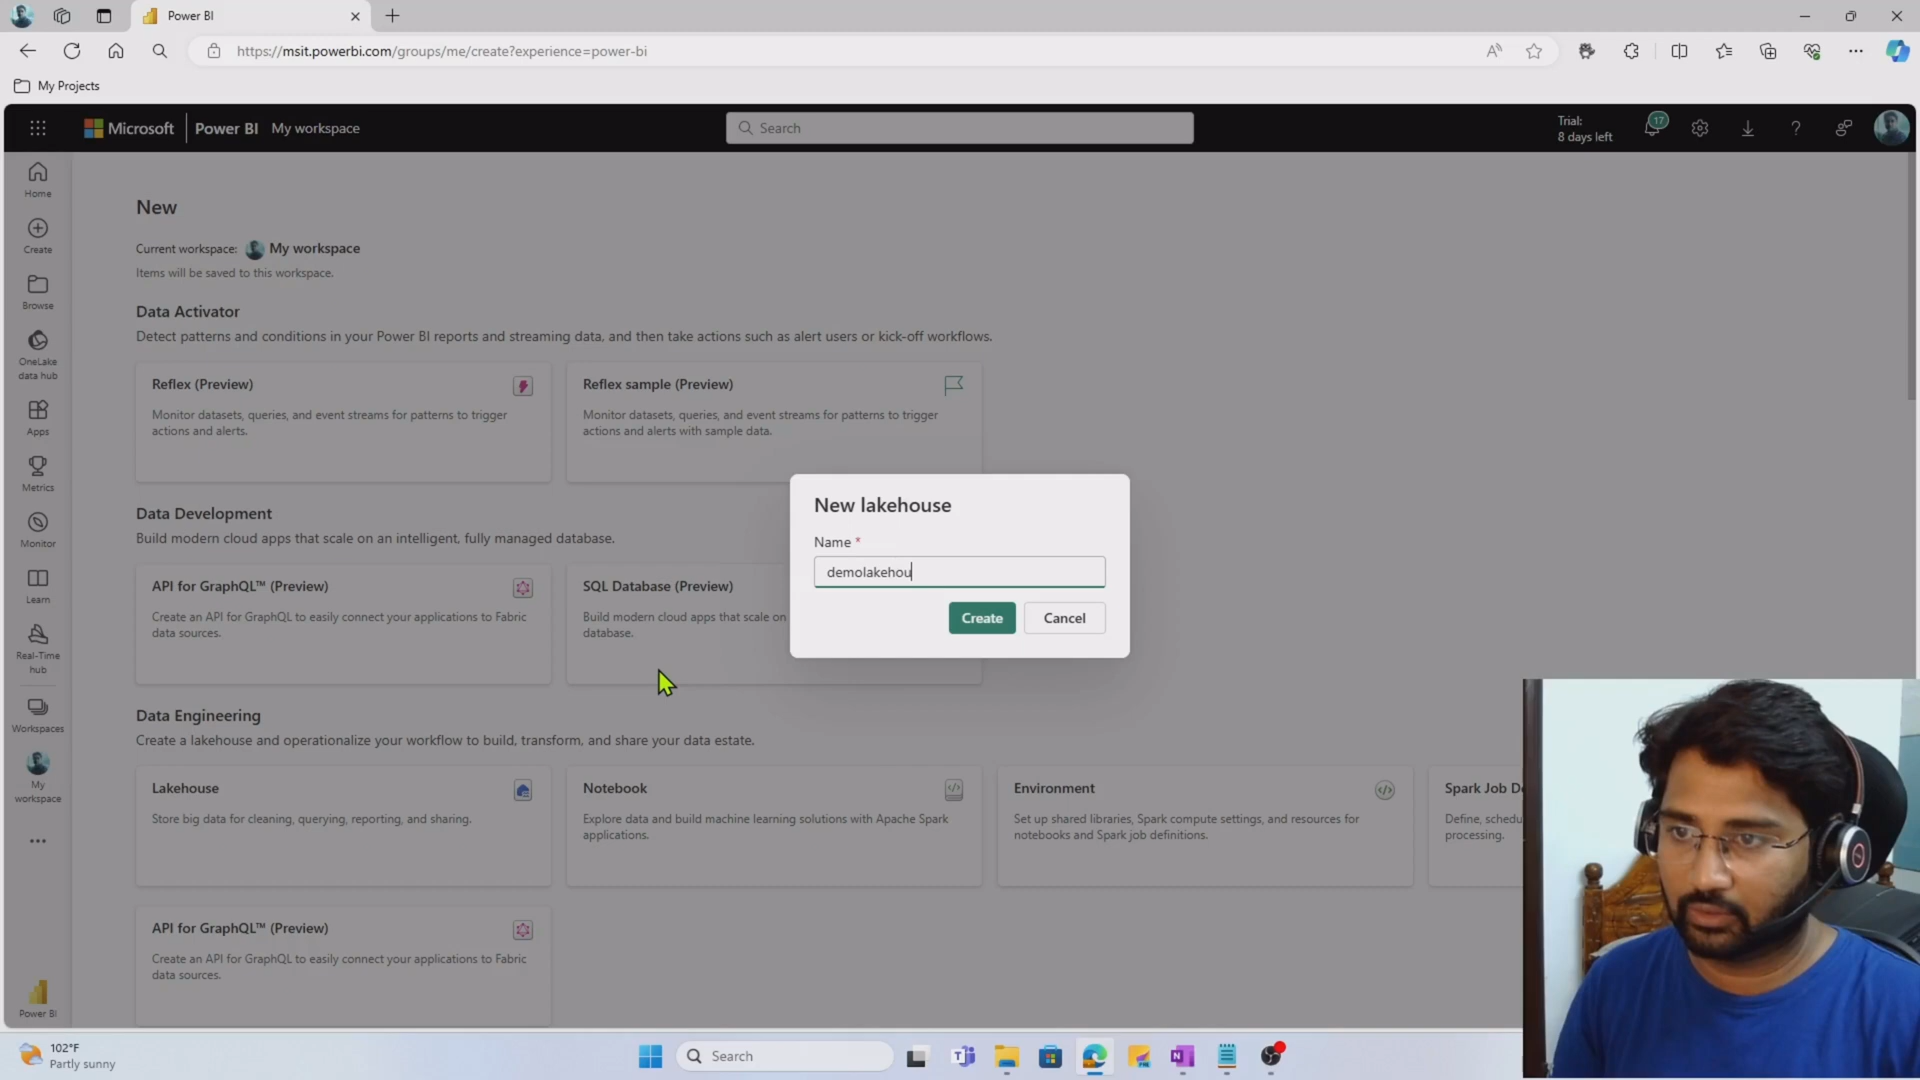 Power BI
https://msit.powerbi.com/groups/me/create?experience=power-bi
My Projects
Microsoft
Power BI
My workspace
Search
Trial:
8 days left
17
Home
Create
Browse
OneLake
data hub
Apps
Metrics
Monitor
Learn
Real-Time
hub
Workspaces
My
workspace
Power BI
New
Current workspace: My workspace
Items will be saved to this workspace.
Data Activator
Detect patterns and conditions in your Power BI reports and streaming data, and then take actions such as alert users or kick-off workflows.
Reflex (Preview)
Monitor datasets, queries, and event streams for patterns to trigger
actions and alerts.
Reflex sample (Preview)
Monitor datasets, queries, and event streams for patterns to trigger
actions and alerts with sample data.
Data Development
Build modern cloud apps that scale on an intelligent, fully managed database.
API for GraphQL™ (Preview)
Create an API for GraphQL to easily connect your applications to Fabric
data sources.
SQL Database (Preview)
Build modern cloud apps that scale on
database.
New lakehouse
Name *
demolakehou
Create
Cancel
Data Engineering
Create a lakehouse and operationalize your workflow to build, transform, and share your data estate.
Lakehouse
Store big data for cleaning, querying, reporting, and sharing.
Notebook
Explore data and build machine learning solutions with Apache Spark
applications.
Environment
Set up shared libraries, Spark compute settings, and resources for
notebooks and Spark job definitions.
Spark Job D
Define, schedu
processing.
API for GraphQL™ (Preview)
Create an API for GraphQL to easily connect your applications to Fabric
data sources.
102°F
Partly sunny
Search